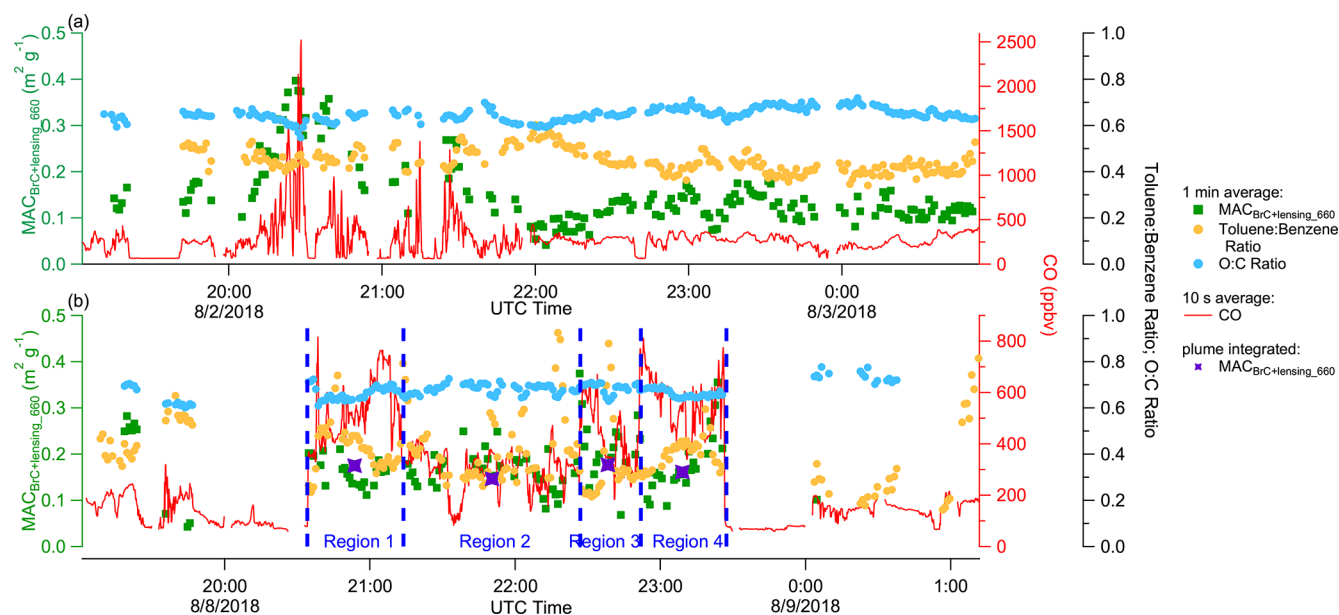 (a)
MAC_BrC+lensing_660 (m² g⁻¹)
0.5
0.4
0.3
0.2
0.1
0.0
2500
2000
1500
1000
500
0
CO (ppbv)
1.0
0.8
0.6
0.4
0.2
0.0
Toluene:Benzene Ratio; O:C Ratio
20:00
21:00
22:00
23:00
0:00
8/2/2018
UTC Time
8/3/2018
(b)
MAC_BrC+lensing_660 (m² g⁻¹)
0.5
0.4
0.3
0.2
0.1
0.0
800
600
400
200
0
1.0
0.8
0.6
0.4
0.2
0.0
Region 1
Region 2
Region 3
Region 4
20:00
21:00
22:00
23:00
0:00
1:00
8/8/2018
UTC Time
8/9/2018
1 min average:
MAC_BrC+lensing_660
Toluene:Benzene
Ratio
O:C Ratio
10 s average:
CO
plume integrated:
MAC_BrC+lensing_660